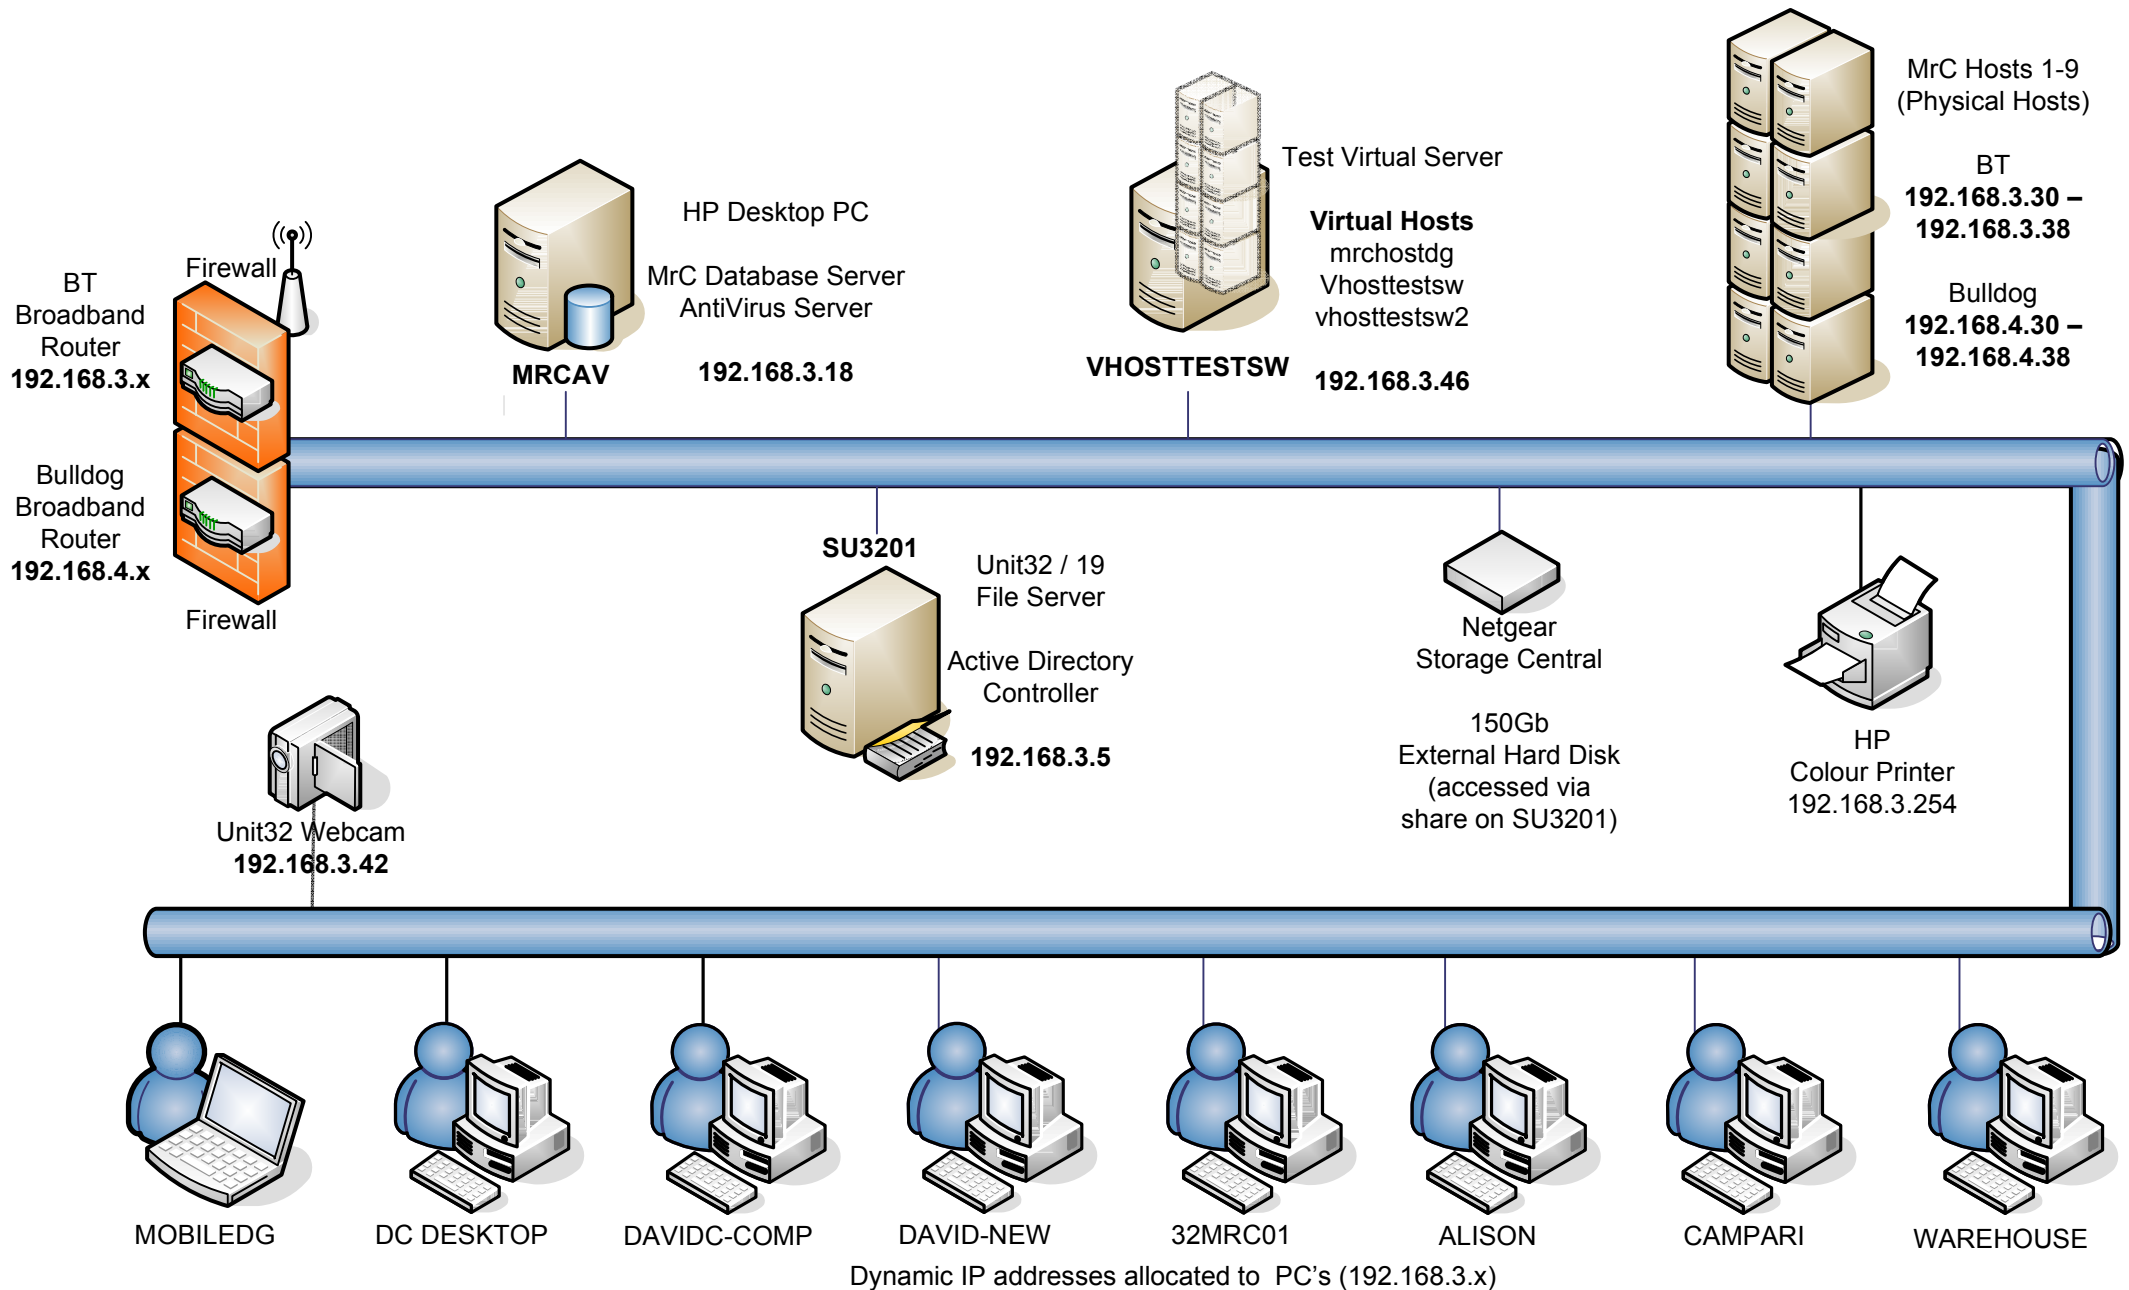 MrC Hosts 1-9
(Physical Hosts)
BT
192.168.3.30 –
192.168.3.38
Bulldog
192.168.4.30 –
192.168.4.38
Test Virtual Server
Virtual Hosts
mrchostdg
Vhosttestsw
vhosttestsw2
192.168.3.46
VHOSTTESTSW
HP Desktop PC
MrC Database Server
AntiVirus Server
192.168.3.18
MRCAV
Firewall
BT
Broadband
Router
192.168.3.x
Bulldog
Broadband
Router
192.168.4.x
Firewall
SU3201
Unit32 / 19
File Server
Active Directory
Controller
192.168.3.5
Netgear
Storage Central
150Gb
External Hard Disk
(accessed via
share on SU3201)
HP
Colour Printer
192.168.3.254
Unit32 Webcam
192.168.3.42
MOBILEDG
DC DESKTOP
DAVIDC-COMP
DAVID-NEW
32MRC01
ALISON
CAMPARI
WAREHOUSE
Dynamic IP addresses allocated to  PC’s (192.168.3.x)